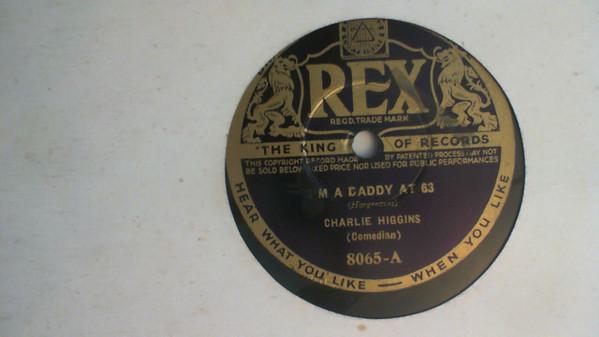 REX
REGD. TRADE MARK.
"THE KING OF RECORDS
THIS COPYRIGHT RECORD MADE BY PATENTED PROCESS MAY NOT
BE SOLD BELOW FIXED PRICE NOR USED FOR PUBLIC PERFORMANCES
I'M A DADDY AT 63
(Hargreaves)
CHARLIE HIGGINS
(Comedian)
8065-A
HEAR WHAT YOU LIKE — WHEN YOU LIKE